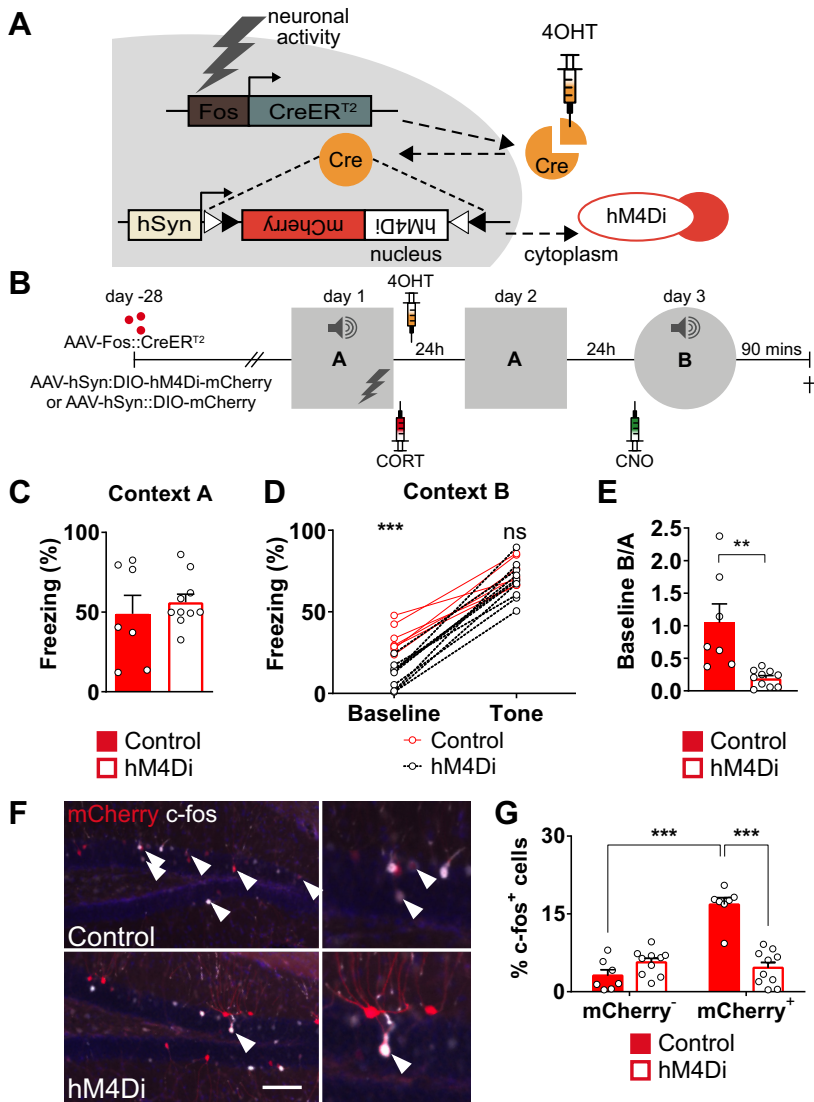 A
neuronal
activity
4OHT
Fos CreERT2
Cre
Cre
hSyn mCherry hM4Di
hM4Di
nucleus
cytoplasm
B
day -28
AAV-Fos::CreERT2
AAV-hSyn:DIO-hM4Di-mCherry
or AAV-hSyn::DIO-mCherry
day 1
A
4OHT
24h
CORT
day 2
A
24h
CNO
day 3
B
90 mins
C
Context A
Freezing (%)
100
50
0
Control
hM4Di
D
Context B
Freezing (%)
100
50
0
***
ns
Baseline Tone
Control
hM4Di
E
Baseline B/A
2.5
2.0
1.5
1.0
0.5
0.0
**
Control
hM4Di
F
mCherry c-fos
Control
hM4Di
G
% c-fos+ cells
30
15
0
*** ***
mCherry- mCherry+
Control
hM4Di